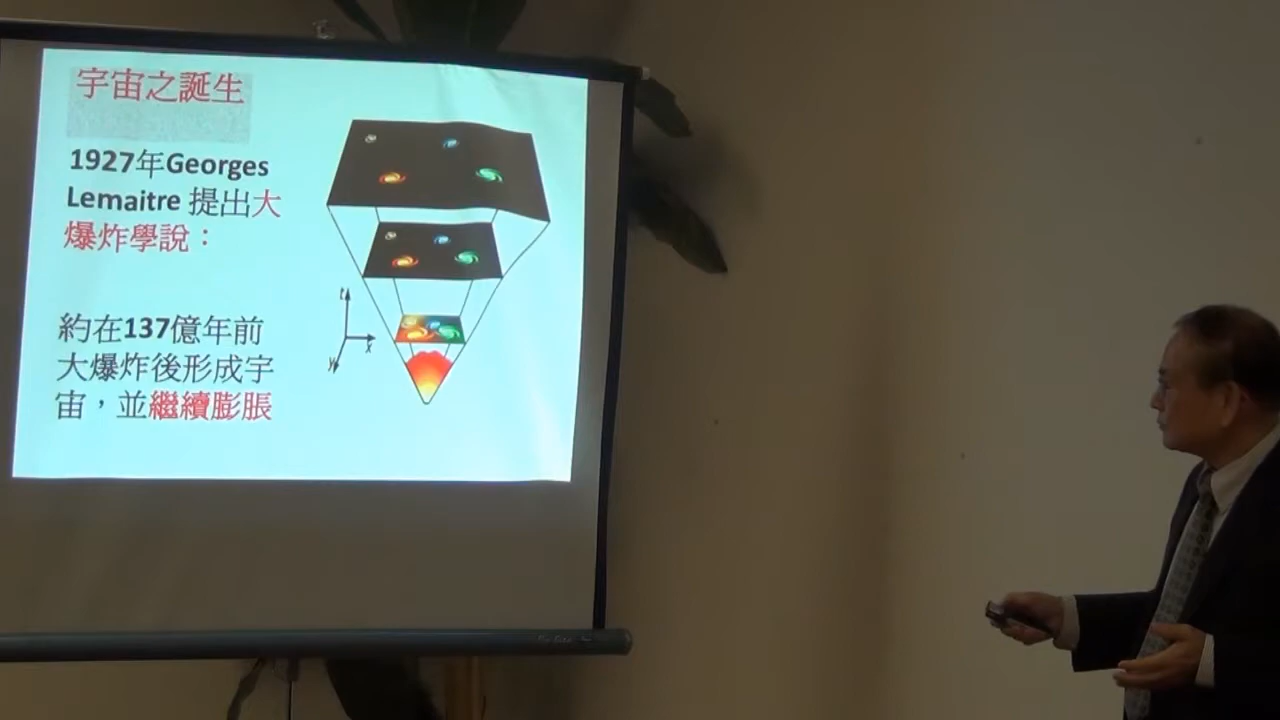 宇宙之誕生
1927年Georges
Lemaitre 提出大
爆炸學說：
約在137億年前
大爆炸後形成宇
宙，並繼續膨脹
t
x
y